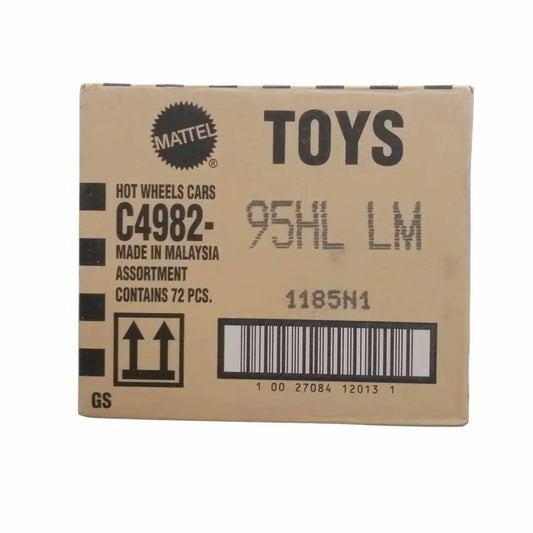 MATTEL
®
TOYS
HOT WHEELS CARS
C4982-
95HL LM
MADE IN MALAYSIA
ASSORTMENT
CONTAINS 72 PCS.
1185N1
1 00 27084 12013 1
GS